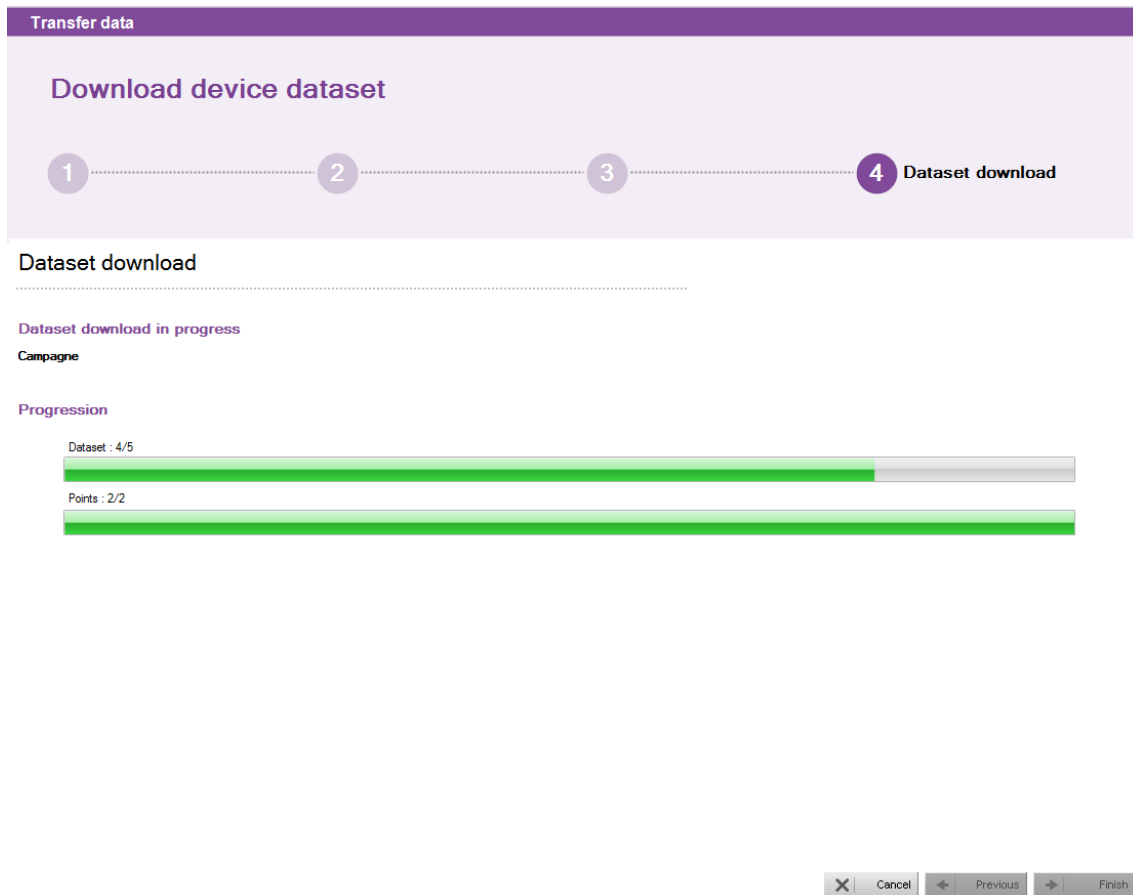 Transfer data
Download device dataset
1 2 3 4 Dataset download
Dataset download
Dataset download in progress
Campagne
Progression
Dataset : 4/5
Points : 2/2
Cancel Previous Finish